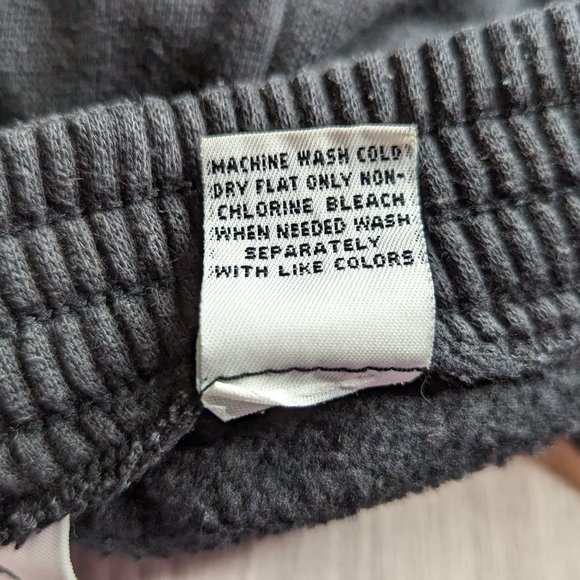 MACHINE WASH COLD
DRY FLAT ONLY NON-
CHLORINE BLEACH
WHEN NEEDED WASH
SEPARATELY
WITH LIKE COLORS